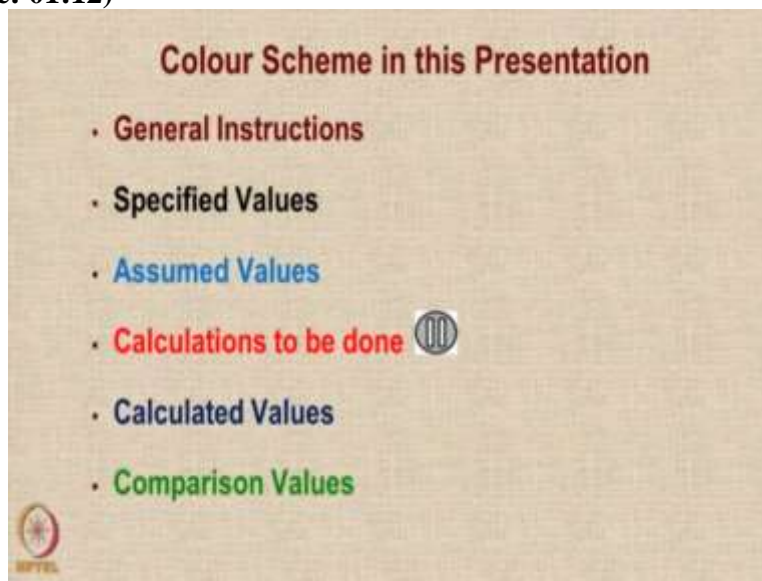 Colour Scheme in this Presentation
• General Instructions
• Specified Values
• Assumed Values
• Calculations to be done
• Calculated Values
• Comparison Values
NPTEL